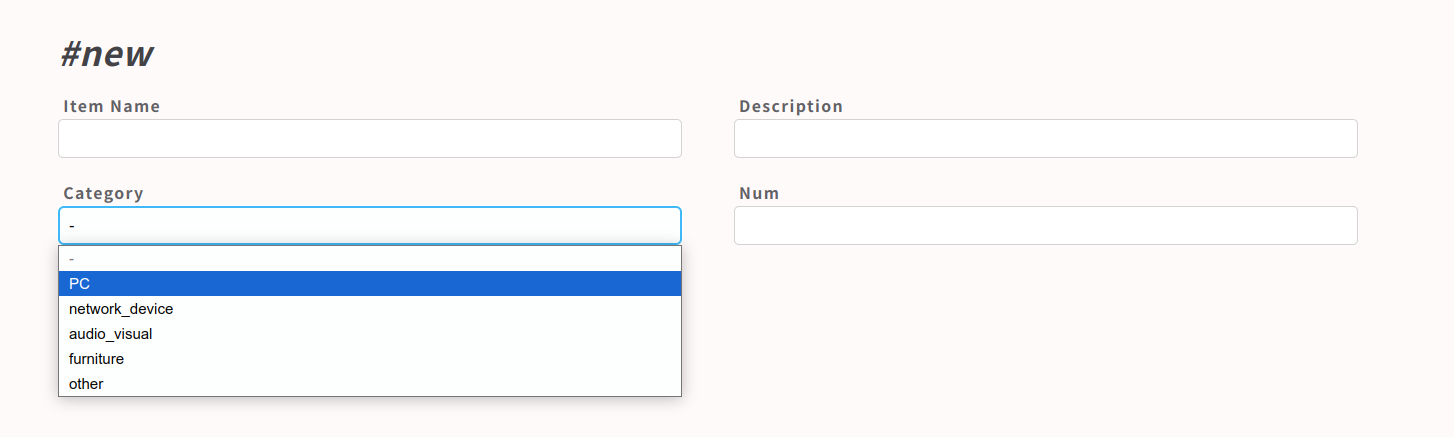 #new
Item Name
Description
Category
Num
-
-
PC
network_device
audio_visual
furniture
other